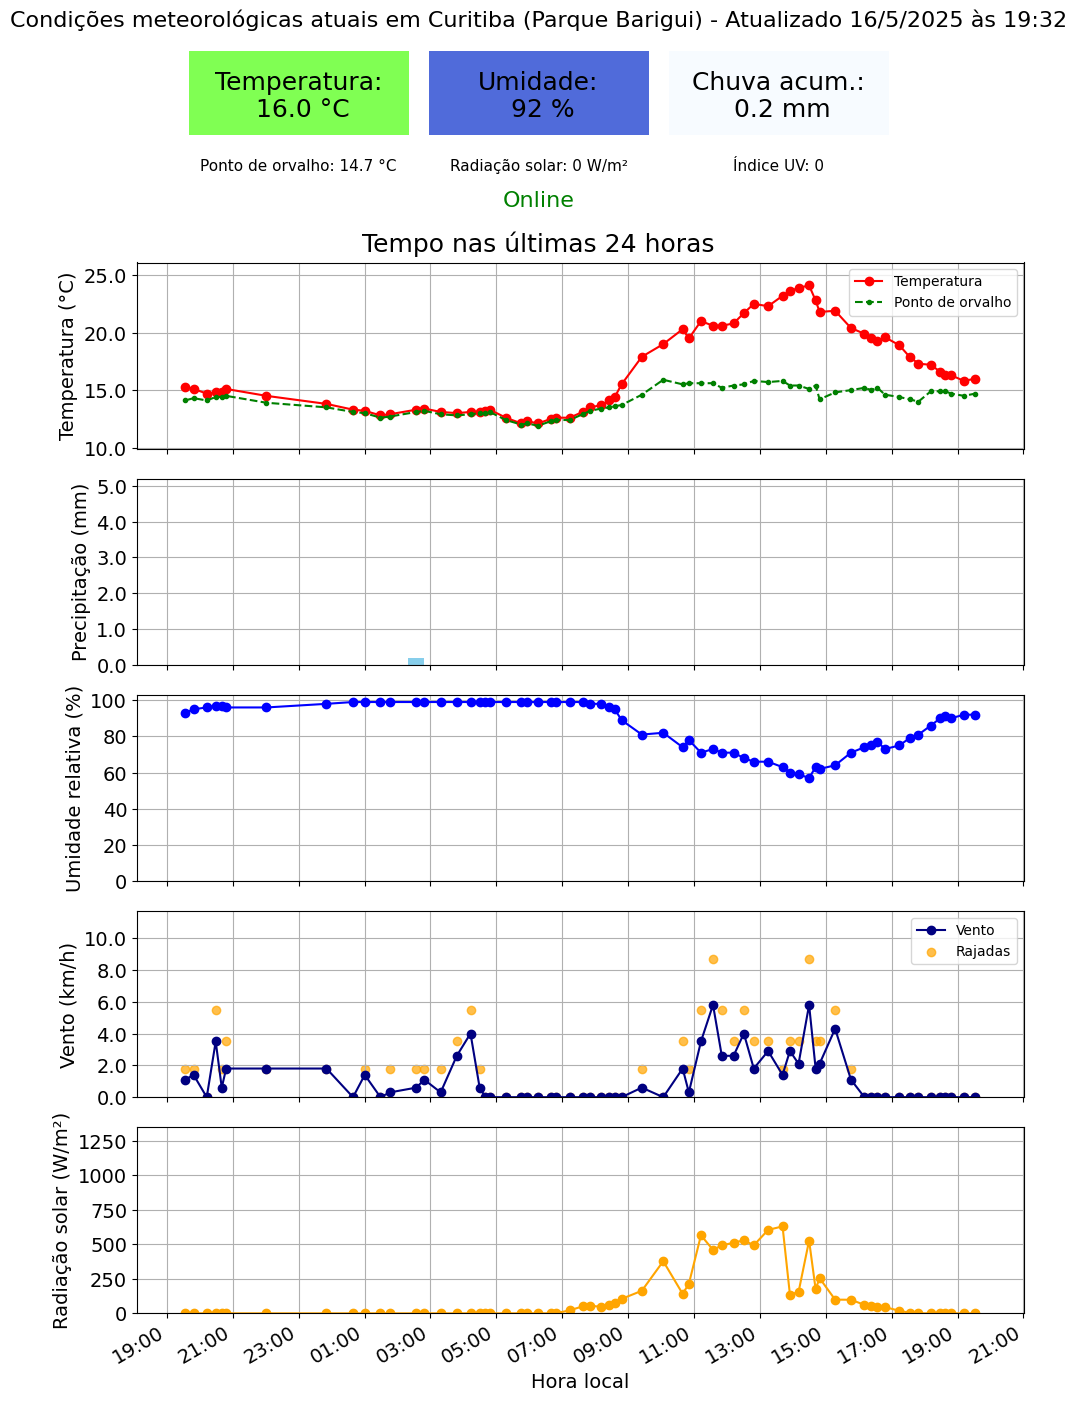 Condições meteorológicas atuais em Curitiba (Parque Barigui) - Atualizado 16/5/2025 às 19:32
Temperatura:
16.0 °C
Umidade:
92 %
Chuva acum.:
0.2 mm
Ponto de orvalho: 14.7 °C
Radiação solar: 0 W/m²
Índice UV: 0
Online
Tempo nas últimas 24 horas
Temperatura (°C)
25.0
20.0
15.0
10.0
Temperatura
Ponto de orvalho
Precipitação (mm)
5.0
4.0
3.0
2.0
1.0
0.0
Umidade relativa (%)
100
80
60
40
20
0
Vento (km/h)
10.0
8.0
6.0
4.0
2.0
0.0
Vento
Rajadas
Radiação solar (W/m²)
1250
1000
750
500
250
0
19:00
21:00
23:00
01:00
03:00
05:00
07:00
09:00
11:00
13:00
15:00
17:00
19:00
21:00
Hora local